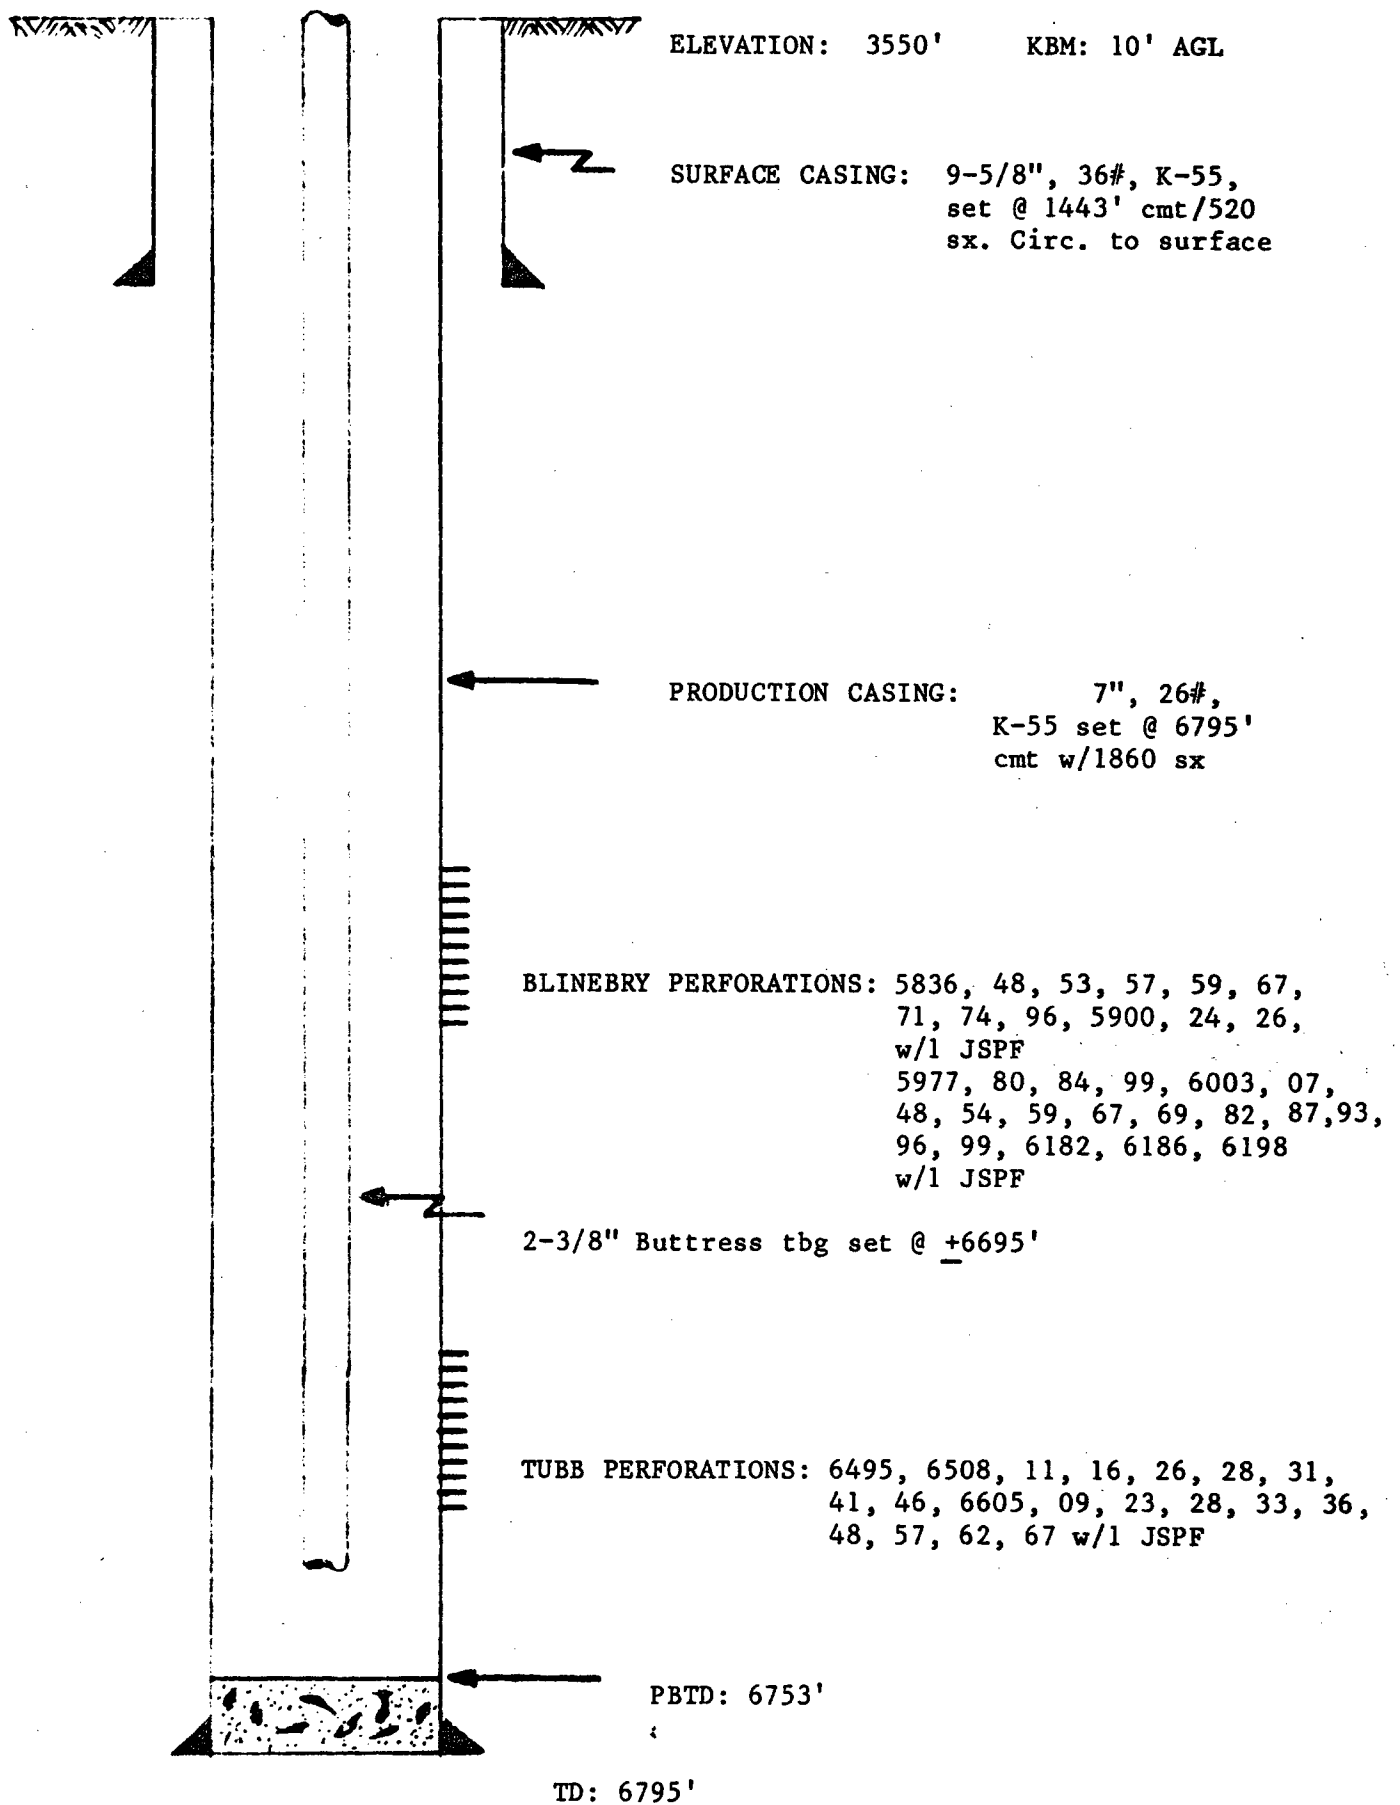 ELEVATION: 3550' KBM: 10' AGL
SURFACE CASING: 9-5/8", 36#, K-55,
set @ 1443' cmt/520
sx. Circ. to surface
PRODUCTION CASING: 7", 26#,
K-55 set @ 6795'
cmt w/1860 sx
BLINEBRY PERFORATIONS: 5836, 48, 53, 57, 59, 67,
71, 74, 96, 5900, 24, 26,
w/1 JSPF
5977, 80, 84, 99, 6003, 07,
48, 54, 59, 67, 69, 82, 87,93,
96, 99, 6182, 6186, 6198
w/1 JSPF
2-3/8" Buttress tbg set @ ±6695'
TUBB PERFORATIONS: 6495, 6508, 11, 16, 26, 28, 31,
41, 46, 6605, 09, 23, 28, 33, 36,
48, 57, 62, 67 w/1 JSPF
PBTD: 6753'
TD: 6795'